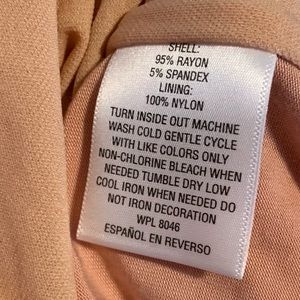 SHELL:
95% RAYON
5% SPANDEX
LINING:
100% NYLON
TURN INSIDE OUT MACHINE
WASH COLD GENTLE CYCLE
WITH LIKE COLORS ONLY
NON-CHLORINE BLEACH WHEN
NEEDED TUMBLE DRY LOW
COOL IRON WHEN NEEDED DO
NOT IRON DECORATION
WPL 8046
ESPAÑOL EN REVERSO